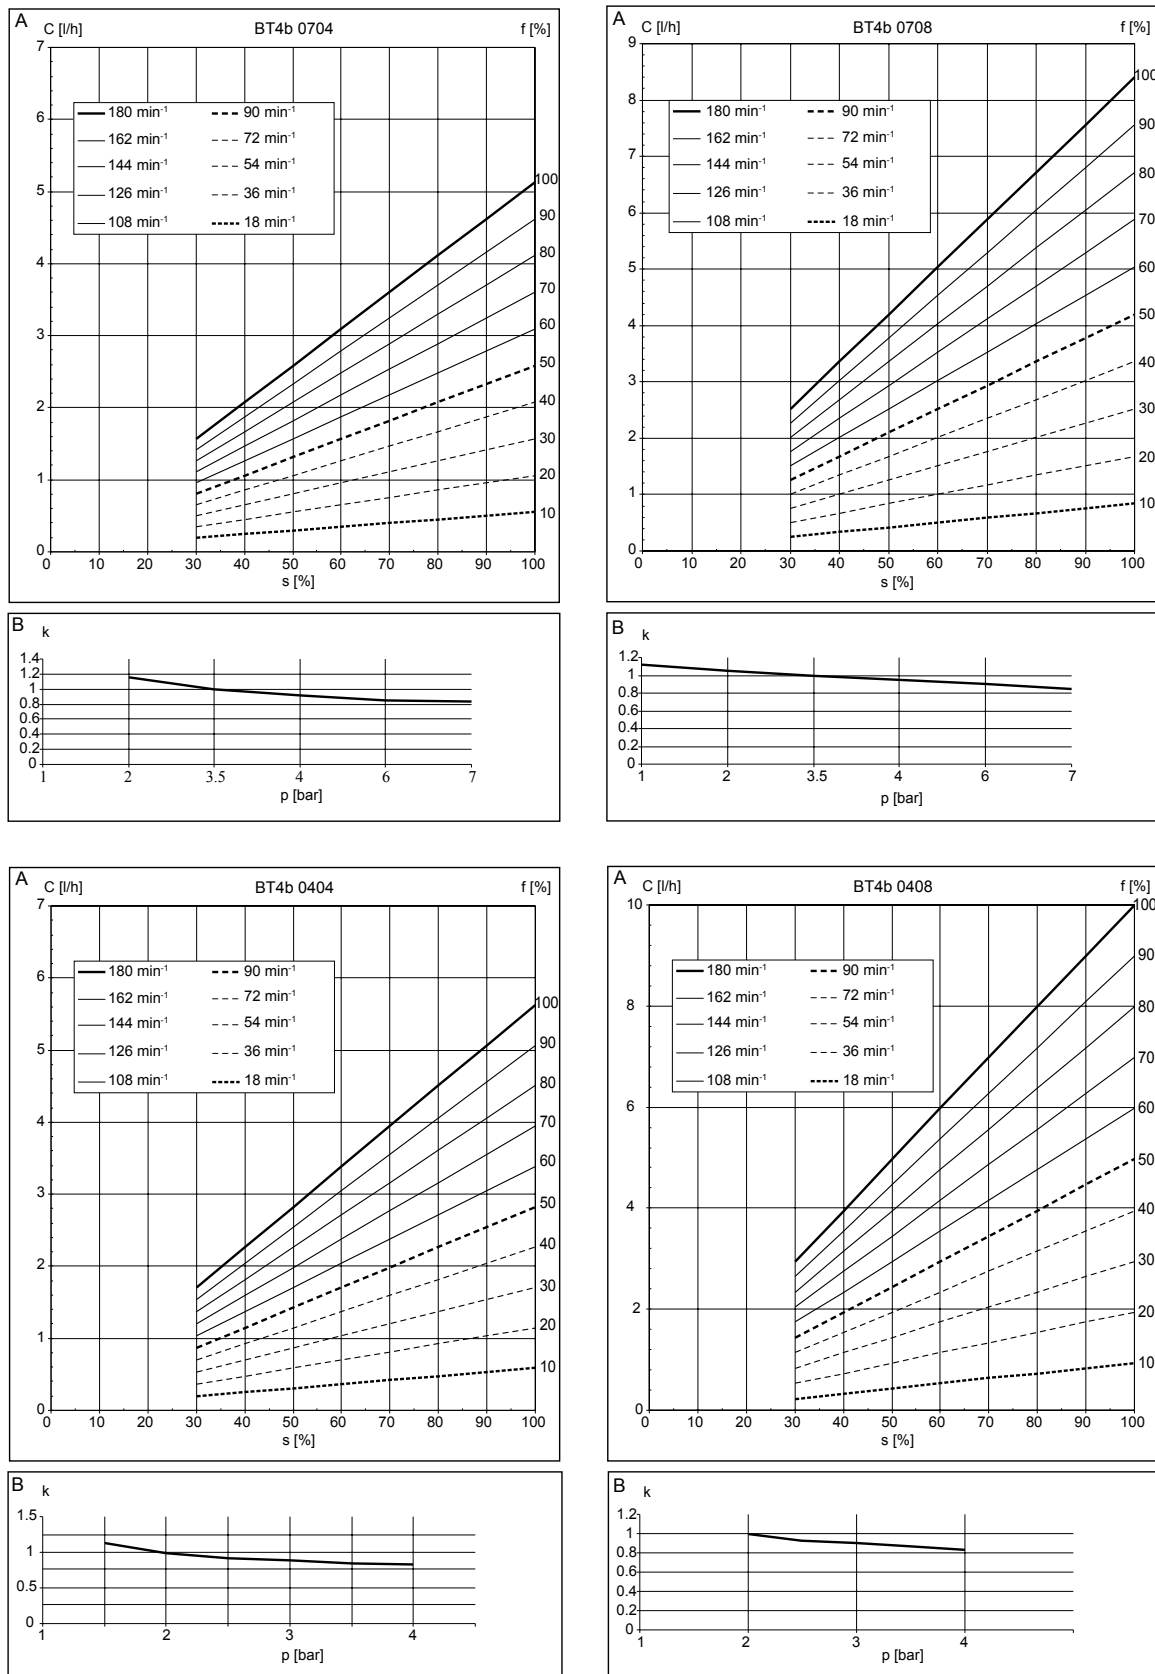 A
C [l/h] BT4b 0704 f [%]
7
6
5
4
3
2
1
0
180 min-1 90 min-1
162 min-1 72 min-1
144 min-1 54 min-1
126 min-1 36 min-1
108 min-1 18 min-1
100
90
80
70
60
50
40
30
20
10
0 10 20 30 40 50 60 70 80 90 100
s [%]
B
k
1.4
1.2
1
0.8
0.6
0.4
0.2
0
1 2 3.5 4 6 7
p [bar]
A
C [l/h] BT4b 0708 f [%]
9
8
7
6
5
4
3
2
1
0
180 min-1 90 min-1
162 min-1 72 min-1
144 min-1 54 min-1
126 min-1 36 min-1
108 min-1 18 min-1
100
90
80
70
60
50
40
30
20
10
0 10 20 30 40 50 60 70 80 90 100
s [%]
B
k
1.2
1
0.8
0.6
0.4
0.2
0
1 2 3.5 4 6 7
p [bar]
A
C [l/h] BT4b 0404 f [%]
7
6
5
4
3
2
1
0
180 min-1 90 min-1
162 min-1 72 min-1
144 min-1 54 min-1
126 min-1 36 min-1
108 min-1 18 min-1
100
90
80
70
60
50
40
30
20
10
0 10 20 30 40 50 60 70 80 90 100
s [%]
B
k
1.5
1
0.5
0
1 2 3 4
p [bar]
A
C [l/h] BT4b 0408 f [%]
10
8
6
4
2
0
180 min-1 90 min-1
162 min-1 72 min-1
144 min-1 54 min-1
126 min-1 36 min-1
108 min-1 18 min-1
100
90
80
70
60
50
40
30
20
10
0 10 20 30 40 50 60 70 80 90 100
s [%]
B
k
1.2
1
0.8
0.6
0.4
0.2
0
1 2 3 4
p [bar]